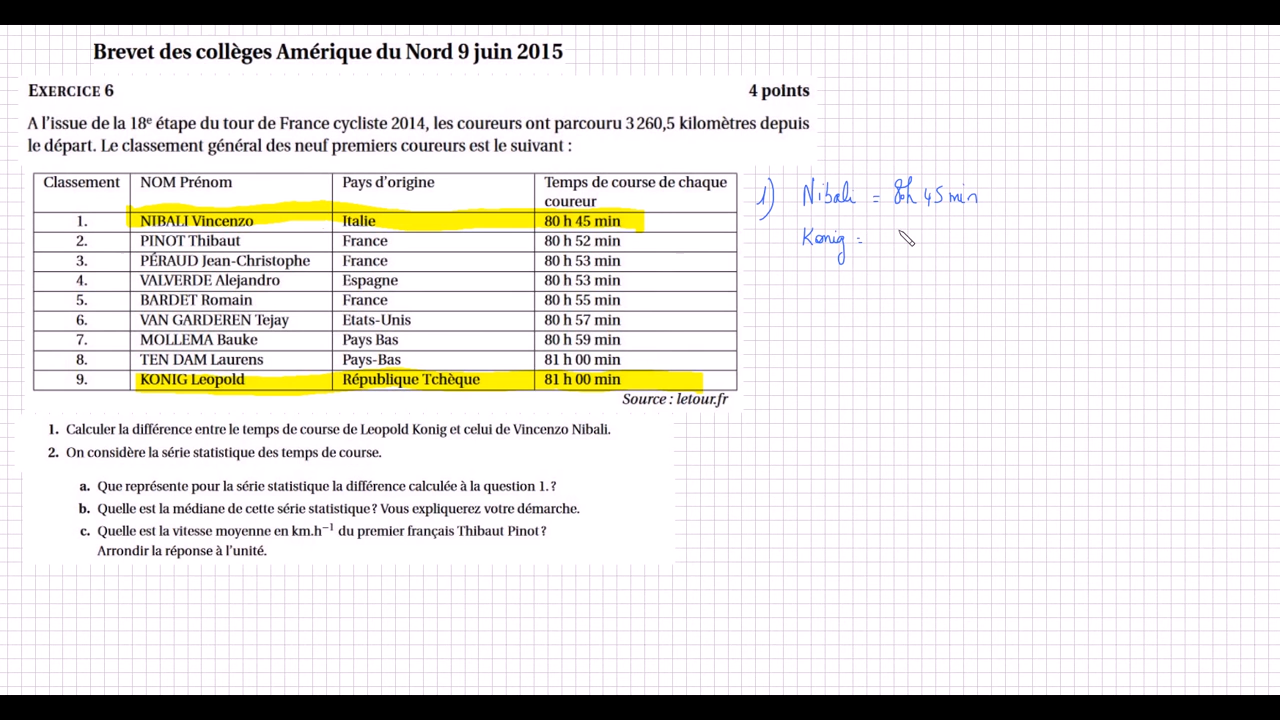 Brevet des collèges Amérique du Nord 9 juin 2015
EXERCICE 6 4 points
A l'issue de la 18e étape du tour de France cycliste 2014, les coureurs ont parcouru 3 260,5 kilomètres depuis
le départ. Le classement général des neuf premiers coureurs est le suivant :
Classement NOM Prénom Pays d'origine Temps de course de chaque
coureur
1. NIBALI Vincenzo Italie 80 h 45 min
2. PINOT Thibaut France 80 h 52 min
3. PÉRAUD Jean-Christophe France 80 h 53 min
4. VALVERDE Alejandro Espagne 80 h 53 min
5. BARDET Romain France 80 h 55 min
6. VAN GARDEREN Tejay Etats-Unis 80 h 57 min
7. MOLLEMA Bauke Pays Bas 80 h 59 min
8. TEN DAM Laurens Pays-Bas 81 h 00 min
9. KONIG Leopold République Tchèque 81 h 00 min
Source : letour.fr
1. Calculer la différence entre le temps de course de Leopold Konig et celui de Vincenzo Nibali.
2. On considère la série statistique des temps de course.
a. Que représente pour la série statistique la différence calculée à la question 1. ?
b. Quelle est la médiane de cette série statistique ? Vous expliquerez votre démarche.
c. Quelle est la vitesse moyenne en km.h−1 du premier français Thibaut Pinot ?
Arrondir la réponse à l'unité.
1) Nibali = 80h 45 min
Konig =